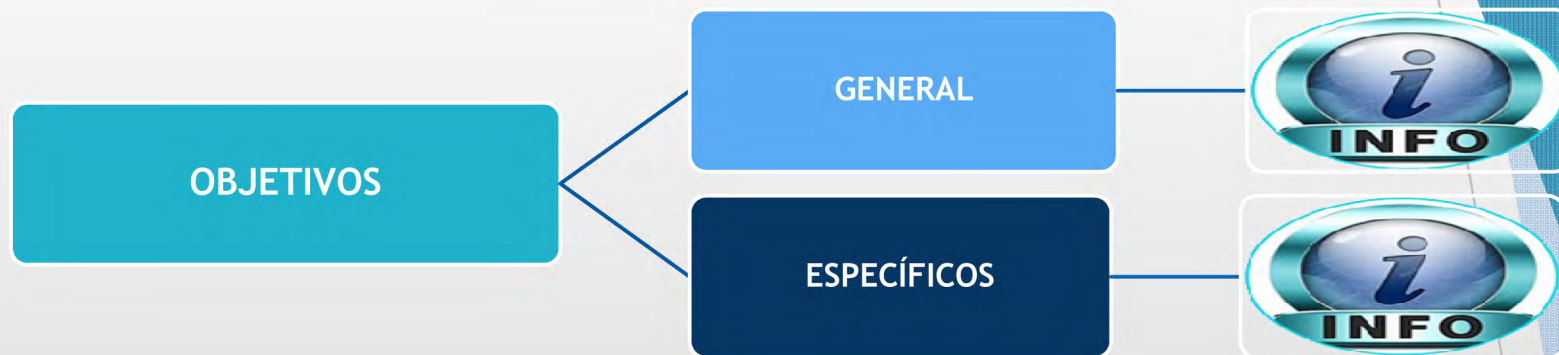 OBJETIVOS
GENERAL
i
INFO
ESPECÍFICOS
i
INFO